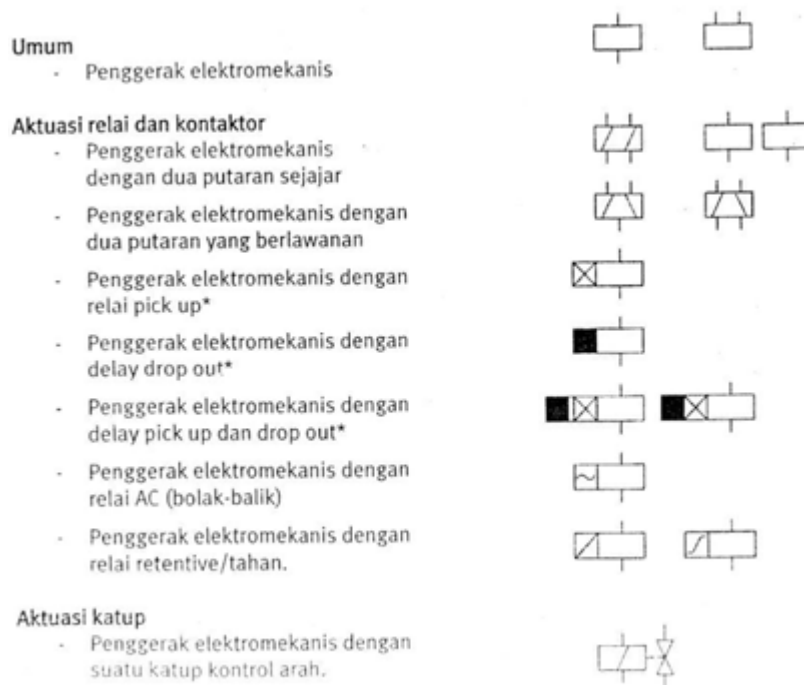 Umum
- Penggerak elektromekanis
Aktuasi relai dan kontaktor
- Penggerak elektromekanis
dengan dua putaran sejajar
- Penggerak elektromekanis dengan
dua putaran yang berlawanan
- Penggerak elektromekanis dengan
relai pick up*
- Penggerak elektromekanis dengan
delay drop out*
- Penggerak elektromekanis dengan
delay pick up dan drop out*
- Penggerak elektromekanis dengan
relai AC (bolak-balik)
- Penggerak elektromekanis dengan
relai retentive/tahan.
Aktuasi katup
- Penggerak elektromekanis dengan
suatu katup kontrol arah.